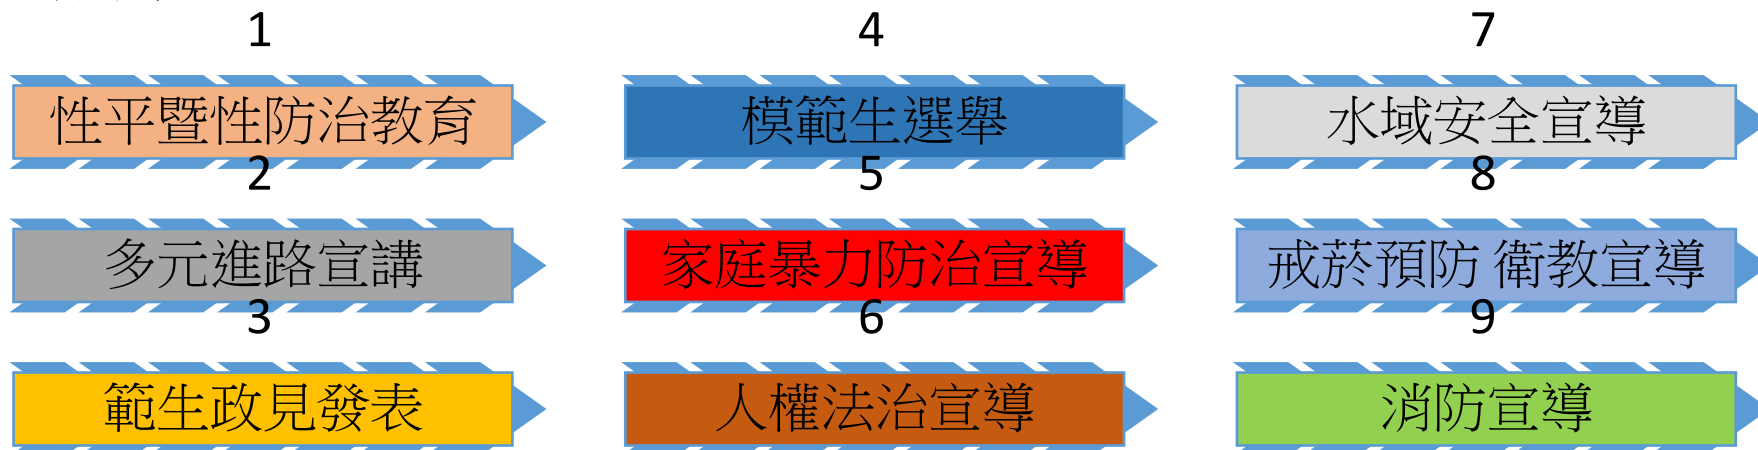 1
性平暨性防治教育
2
多元進路宣講
3
範生政見發表
4
模範生選舉
5
家庭暴力防治宣導
6
人權法治宣導
7
水域安全宣導
8
戒菸預防 衛教宣導
9
消防宣導